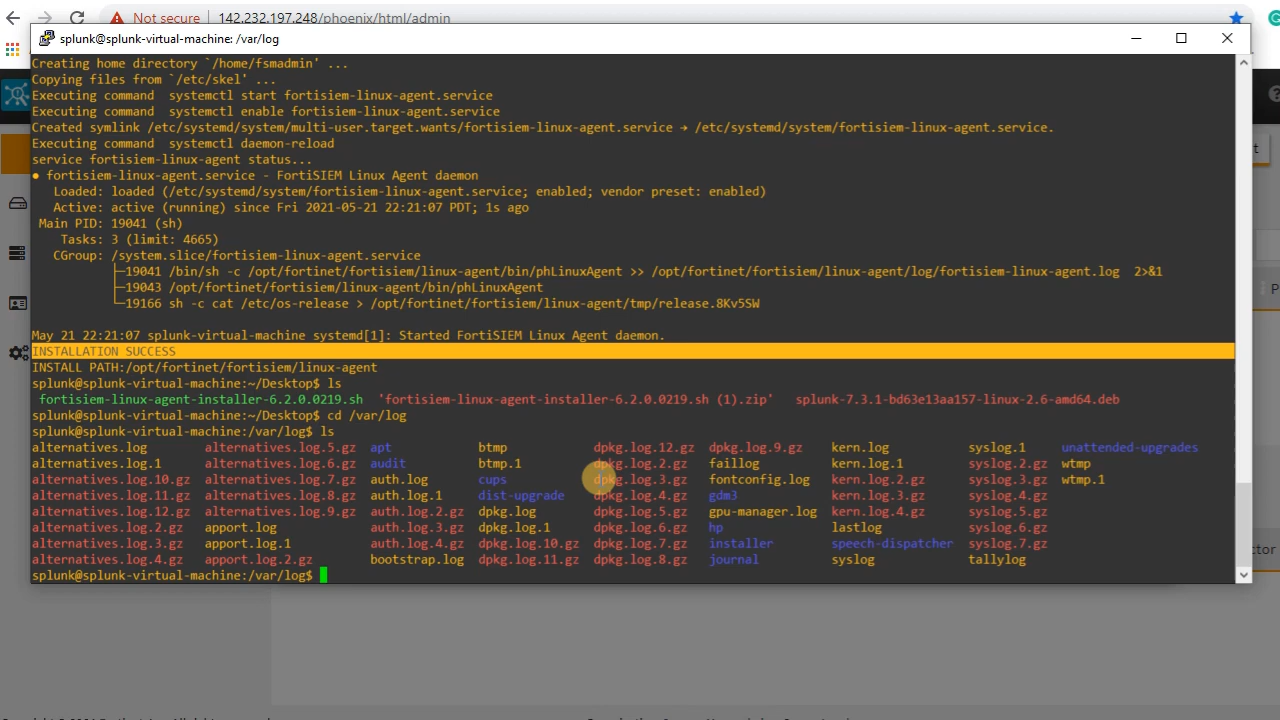 Not secure 142.232.197.248/phoenix/html/admin
splunk@splunk-virtual-machine: /var/log
Creating home directory `/home/fsmadmin' ...
Copying files from `/etc/skel' ...
Executing command  systemctl start fortisiem-linux-agent.service
Executing command  systemctl enable fortisiem-linux-agent.service
Created symlink /etc/systemd/system/multi-user.target.wants/fortisiem-linux-agent.service → /etc/systemd/system/fortisiem-linux-agent.service.
Executing command  systemctl daemon-reload
service fortisiem-linux-agent status...
● fortisiem-linux-agent.service - FortiSIEM Linux Agent daemon
Loaded: loaded (/etc/systemd/system/fortisiem-linux-agent.service; enabled; vendor preset: enabled)
Active: active (running) since Fri 2021-05-21 22:21:07 PDT; 1s ago
Main PID: 19041 (sh)
Tasks: 3 (limit: 4665)
CGroup: /system.slice/fortisiem-linux-agent.service
├─19041 /bin/sh -c /opt/fortinet/fortisiem/linux-agent/bin/phLinuxAgent >> /opt/fortinet/fortisiem/linux-agent/log/fortisiem-linux-agent.log  2>&1
├─19043 /opt/fortinet/fortisiem/linux-agent/bin/phLinuxAgent
└─19166 sh -c cat /etc/os-release > /opt/fortinet/fortisiem/linux-agent/tmp/release.8Kv5SW
May 21 22:21:07 splunk-virtual-machine systemd[1]: Started FortiSIEM Linux Agent daemon.
INSTALLATION SUCCESS
INSTALL PATH:/opt/fortinet/fortisiem/linux-agent
splunk@splunk-virtual-machine:~/Desktop$ ls
fortisiem-linux-agent-installer-6.2.0.0219.sh  'fortisiem-linux-agent-installer-6.2.0.0219.sh (1).zip'   splunk-7.3.1-bd63e13aa157-linux-2.6-amd64.deb
splunk@splunk-virtual-machine:~/Desktop$ cd /var/log
splunk@splunk-virtual-machine:/var/log$ ls
alternatives.log alternatives.log.5.gz apt btmp dpkg.log.12.gz dpkg.log.9.gz kern.log syslog.1 unattended-upgrades
alternatives.log.1 alternatives.log.6.gz audit btmp.1 dpkg.log.2.gz faillog kern.log.1 syslog.2.gz wtmp
alternatives.log.10.gz alternatives.log.7.gz auth.log cups dpkg.log.3.gz fontconfig.log kern.log.2.gz syslog.3.gz wtmp.1
alternatives.log.11.gz alternatives.log.8.gz auth.log.1 dist-upgrade dpkg.log.4.gz gdm3 kern.log.3.gz syslog.4.gz
alternatives.log.12.gz alternatives.log.9.gz auth.log.2.gz dpkg.log dpkg.log.5.gz gpu-manager.log kern.log.4.gz syslog.5.gz
alternatives.log.2.gz apport.log auth.log.3.gz dpkg.log.1 dpkg.log.6.gz hp lastlog syslog.6.gz
alternatives.log.3.gz apport.log.1 auth.log.4.gz dpkg.log.10.gz dpkg.log.7.gz installer speech-dispatcher syslog.7.gz
alternatives.log.4.gz apport.log.2.gz bootstrap.log dpkg.log.11.gz dpkg.log.8.gz journal syslog tallylog
splunk@splunk-virtual-machine:/var/log$